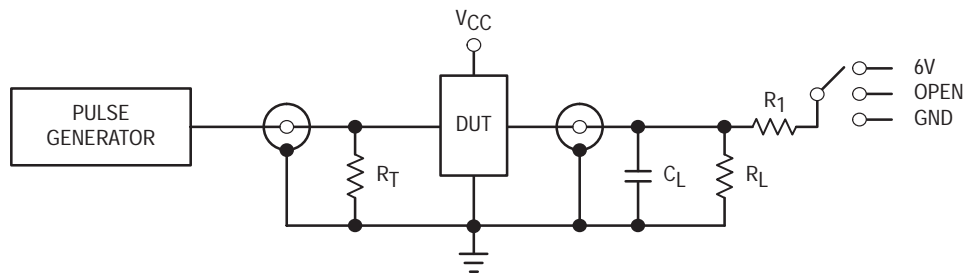 VCC
PULSE
GENERATOR
DUT
RT
CL
RL
R1
6V
OPEN
GND